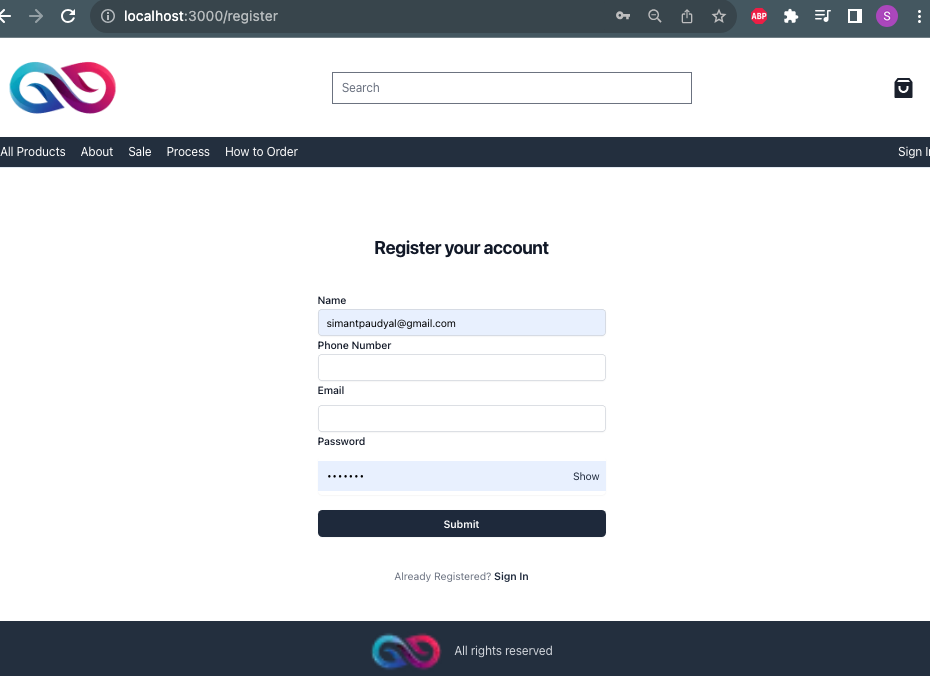 localhost:3000/register
ABP
S
Search
All Products About Sale Process How to Order Sign I
Register your account
Name
simantpaudyal@gmail.com
Phone Number
Email
Password
••••••• Show
Submit
Already Registered? Sign In
All rights reserved